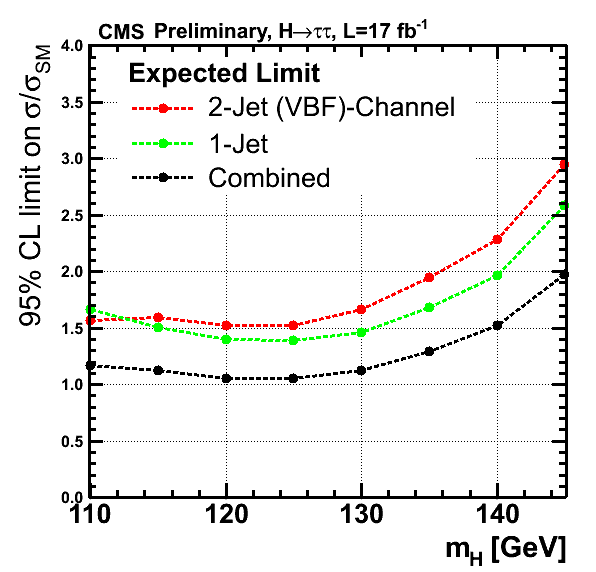 CMS Preliminary, H→ττ, L=17 fb⁻¹
95% CL limit on σ/σSM
4.0
3.5
3.0
2.5
2.0
1.5
1.0
0.5
0.0
Expected Limit
2-Jet (VBF)-Channel
1-Jet
Combined
110 120 130 140
mH [GeV]